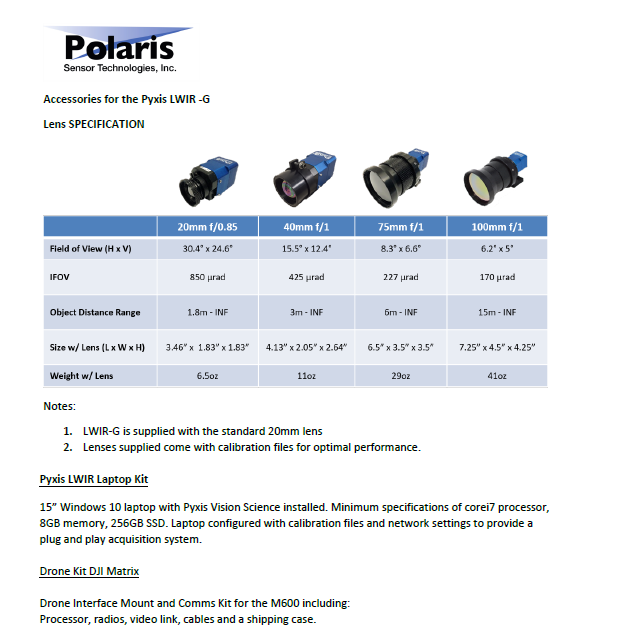 Polaris
Sensor Technologies, Inc.
Accessories for the Pyxis LWIR -G
Lens SPECIFICATION
20mm f/0.85 40mm f/1 75mm f/1 100mm f/1
Field of View (H x V) 30.4° x 24.6° 15.5° x 12.4° 8.3° x 6.6° 6.2° x 5°
IFOV 850 µrad 425 µrad 227 µrad 170 µrad
Object Distance Range 1.8m - INF 3m - INF 6m - INF 15m - INF
Size w/ Lens (L x W x H) 3.46” x 1.83” x 1.83” 4.13” x 2.05” x 2.64” 6.5” x 3.5” x 3.5” 7.25” x 4.5” x 4.25”
Weight w/ Lens 6.5oz 11oz 29oz 41oz
Notes:
1. LWIR-G is supplied with the standard 20mm lens
2. Lenses supplied come with calibration files for optimal performance.
Pyxis LWIR Laptop Kit
15” Windows 10 laptop with Pyxis Vision Science installed. Minimum specifications of corei7 processor,
8GB memory, 256GB SSD. Laptop configured with calibration files and network settings to provide a
plug and play acquisition system.
Drone Kit DJI Matrix
Drone Interface Mount and Comms Kit for the M600 including:
Processor, radios, video link, cables and a shipping case.